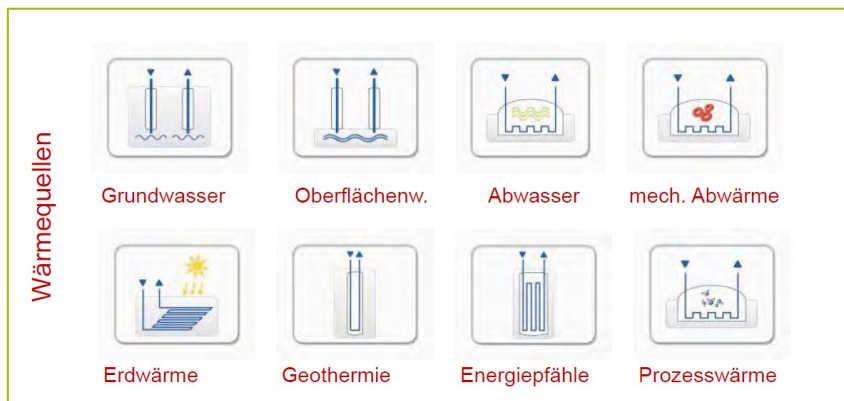 Wärmequellen
Grundwasser
Oberflächenw.
Abwasser
mech. Abwärme
Erdwärme
Geothermie
Energiepfähle
Prozesswärme